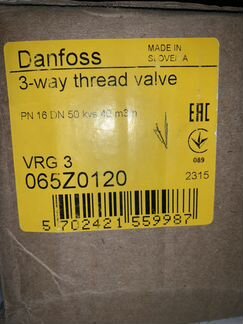 Danfoss
MADE IN
SLOVENIA
3-way thread valve
PN 16 DN 50 kvs 40 m3/h
EAC
089
VRG 3
065Z0120
2315
5 702421 559987